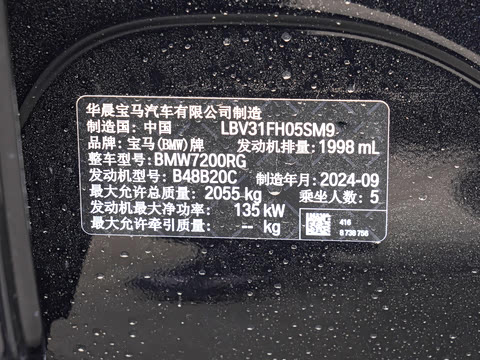 华晨宝马汽车有限公司制造
制造国: 中国 LBV31FH05SM9
品牌: 宝马(BMW)牌 发动机排量: 1998 mL
整车型号: BMW7200RG
发动机型号: B48B20C 制造年月: 2024-09
最大允许总质量: 2055 kg 乘坐人数: 5
发动机最大净功率: 135 kW
最大允许牵引质量: -- kg
416
8 738 756